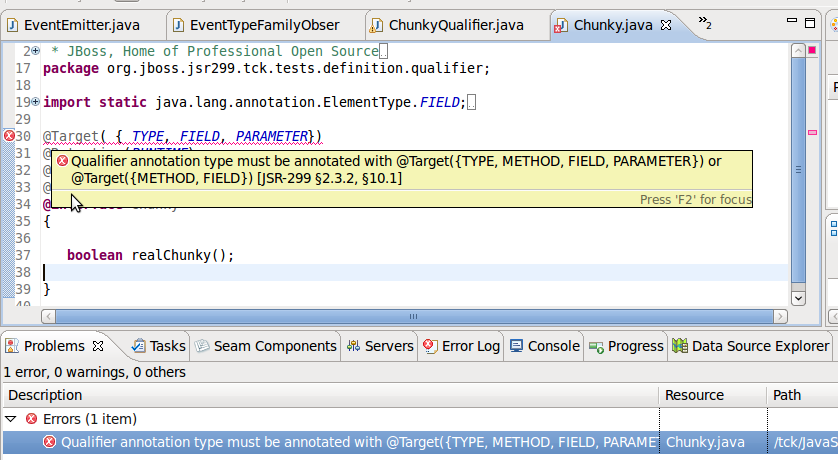 EventEmitter.java EventTypeFamilyObser ChunkyQualifier.java Chunky.java »2
2 * JBoss, Home of Professional Open Source
17 package org.jboss.jsr299.tck.tests.definition.qualifier;
18
19 import static java.lang.annotation.ElementType.FIELD;
29
30 @Target( { TYPE, FIELD, PARAMETER})
31 @
Qualifier annotation type must be annotated with @Target({TYPE, METHOD, FIELD, PARAMETER}) or
32 @
@Target({METHOD, FIELD}) [JSR-299 §2.3.2, §10.1]
33 @
Press 'F2' for focus
34 @
35 {
36
37 boolean realChunky();
38
39 }
40
Problems Tasks Seam Components Servers Error Log Console Progress Data Source Explorer
1 error, 0 warnings, 0 others
Description Resource Path
Errors (1 item)
Qualifier annotation type must be annotated with @Target({TYPE, METHOD, FIELD, PARAME Chunky.java /tck/JavaS